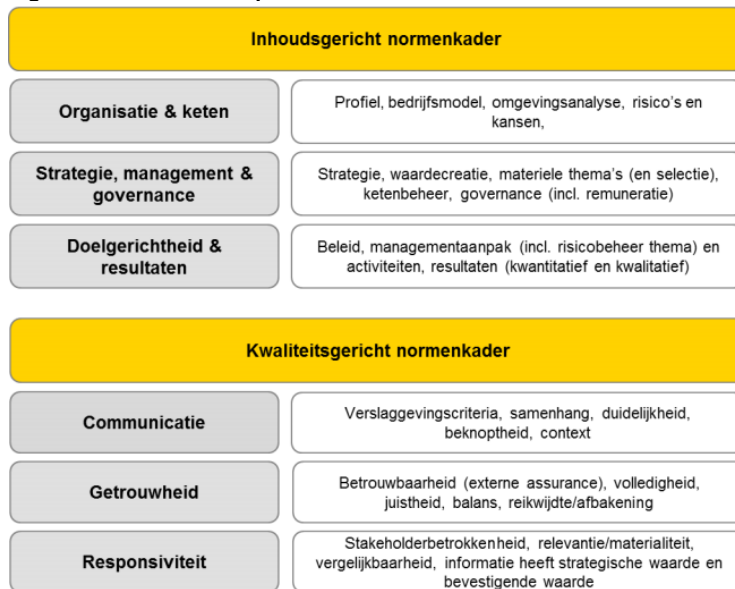 Inhoudsgericht normenkader
Organisatie & keten
Profiel, bedrijfsmodel, omgevingsanalyse, risico's en
kansen,
Strategie, management &
governance
Strategie, waardecreatie, materiele thema's (en selectie),
ketenbeheer, governance (incl. remuneratie)
Doelgerichtheid &
resultaten
Beleid, managementaanpak (incl. risicobeheer thema) en
activiteiten, resultaten (kwantitatief en kwalitatief)
Kwaliteitsgericht normenkader
Communicatie
Verslaggevingscriteria, samenhang, duidelijkheid,
beknoptheid, context
Getrouwheid
Betrouwbaarheid (externe assurance), volledigheid,
juistheid, balans, reikwijdte/afbakening
Responsiviteit
Stakeholderbetrokkenheid, relevantie/materialiteit,
vergelijkbaarheid, informatie heeft strategische waarde en
bevestigende waarde